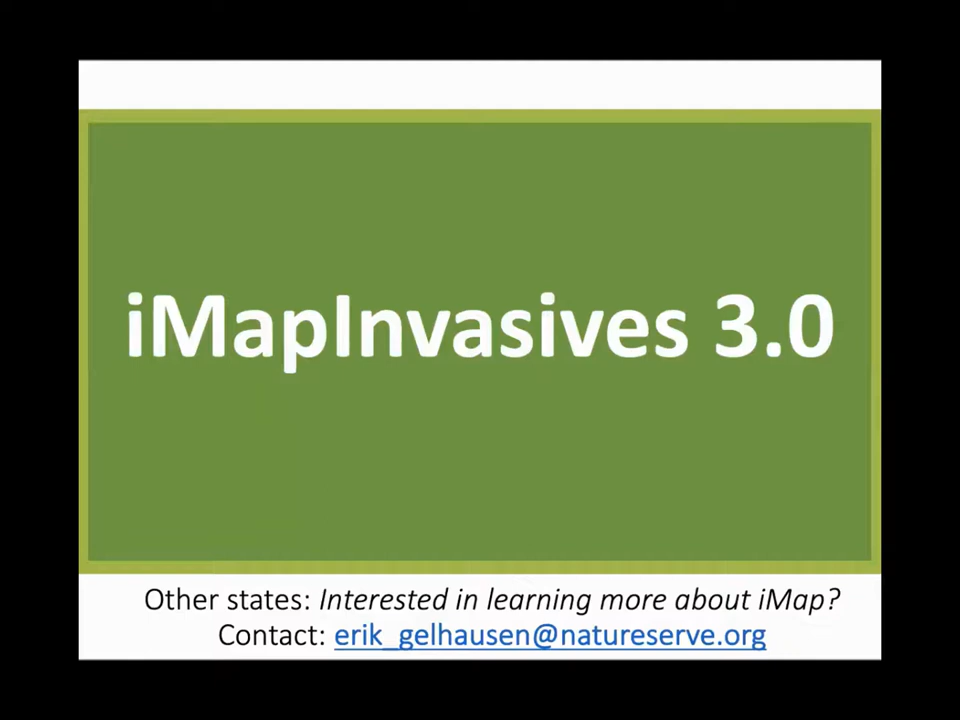 iMapInvasives 3.0
Other states: Interested in learning more about iMap?
Contact: erik_gelhausen@natureserve.org